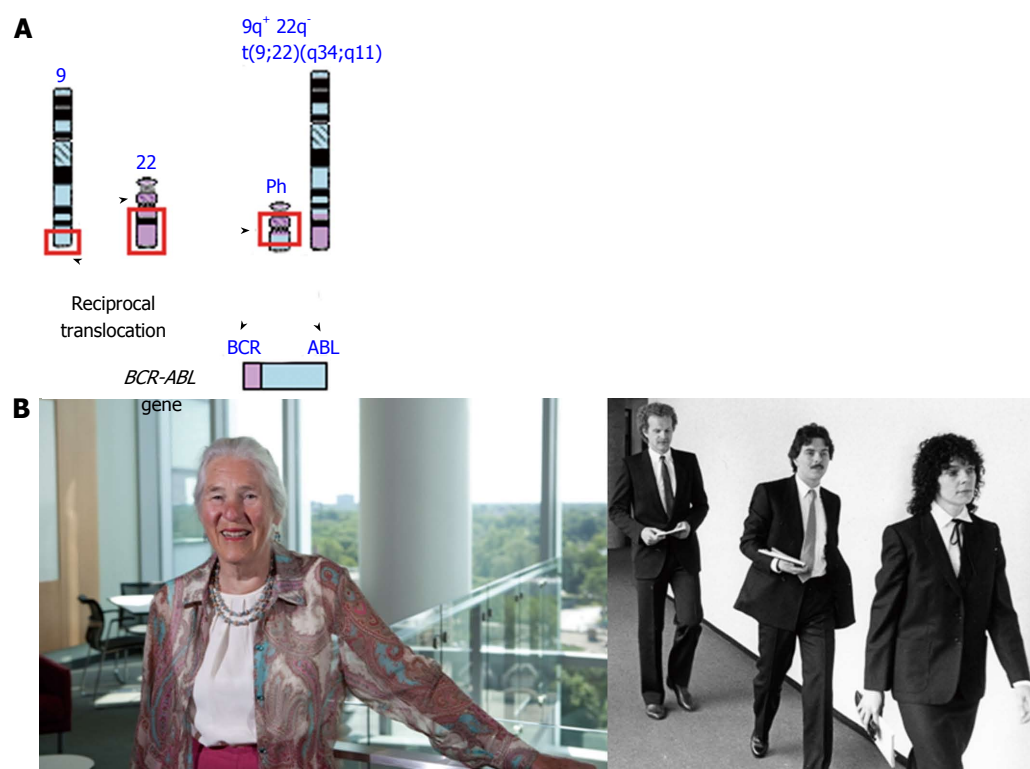 A
9q+ 22q-
t(9;22)(q34;q11)
9
22
Ph
Reciprocal
translocation
BCR
ABL
BCR-ABL
gene
B